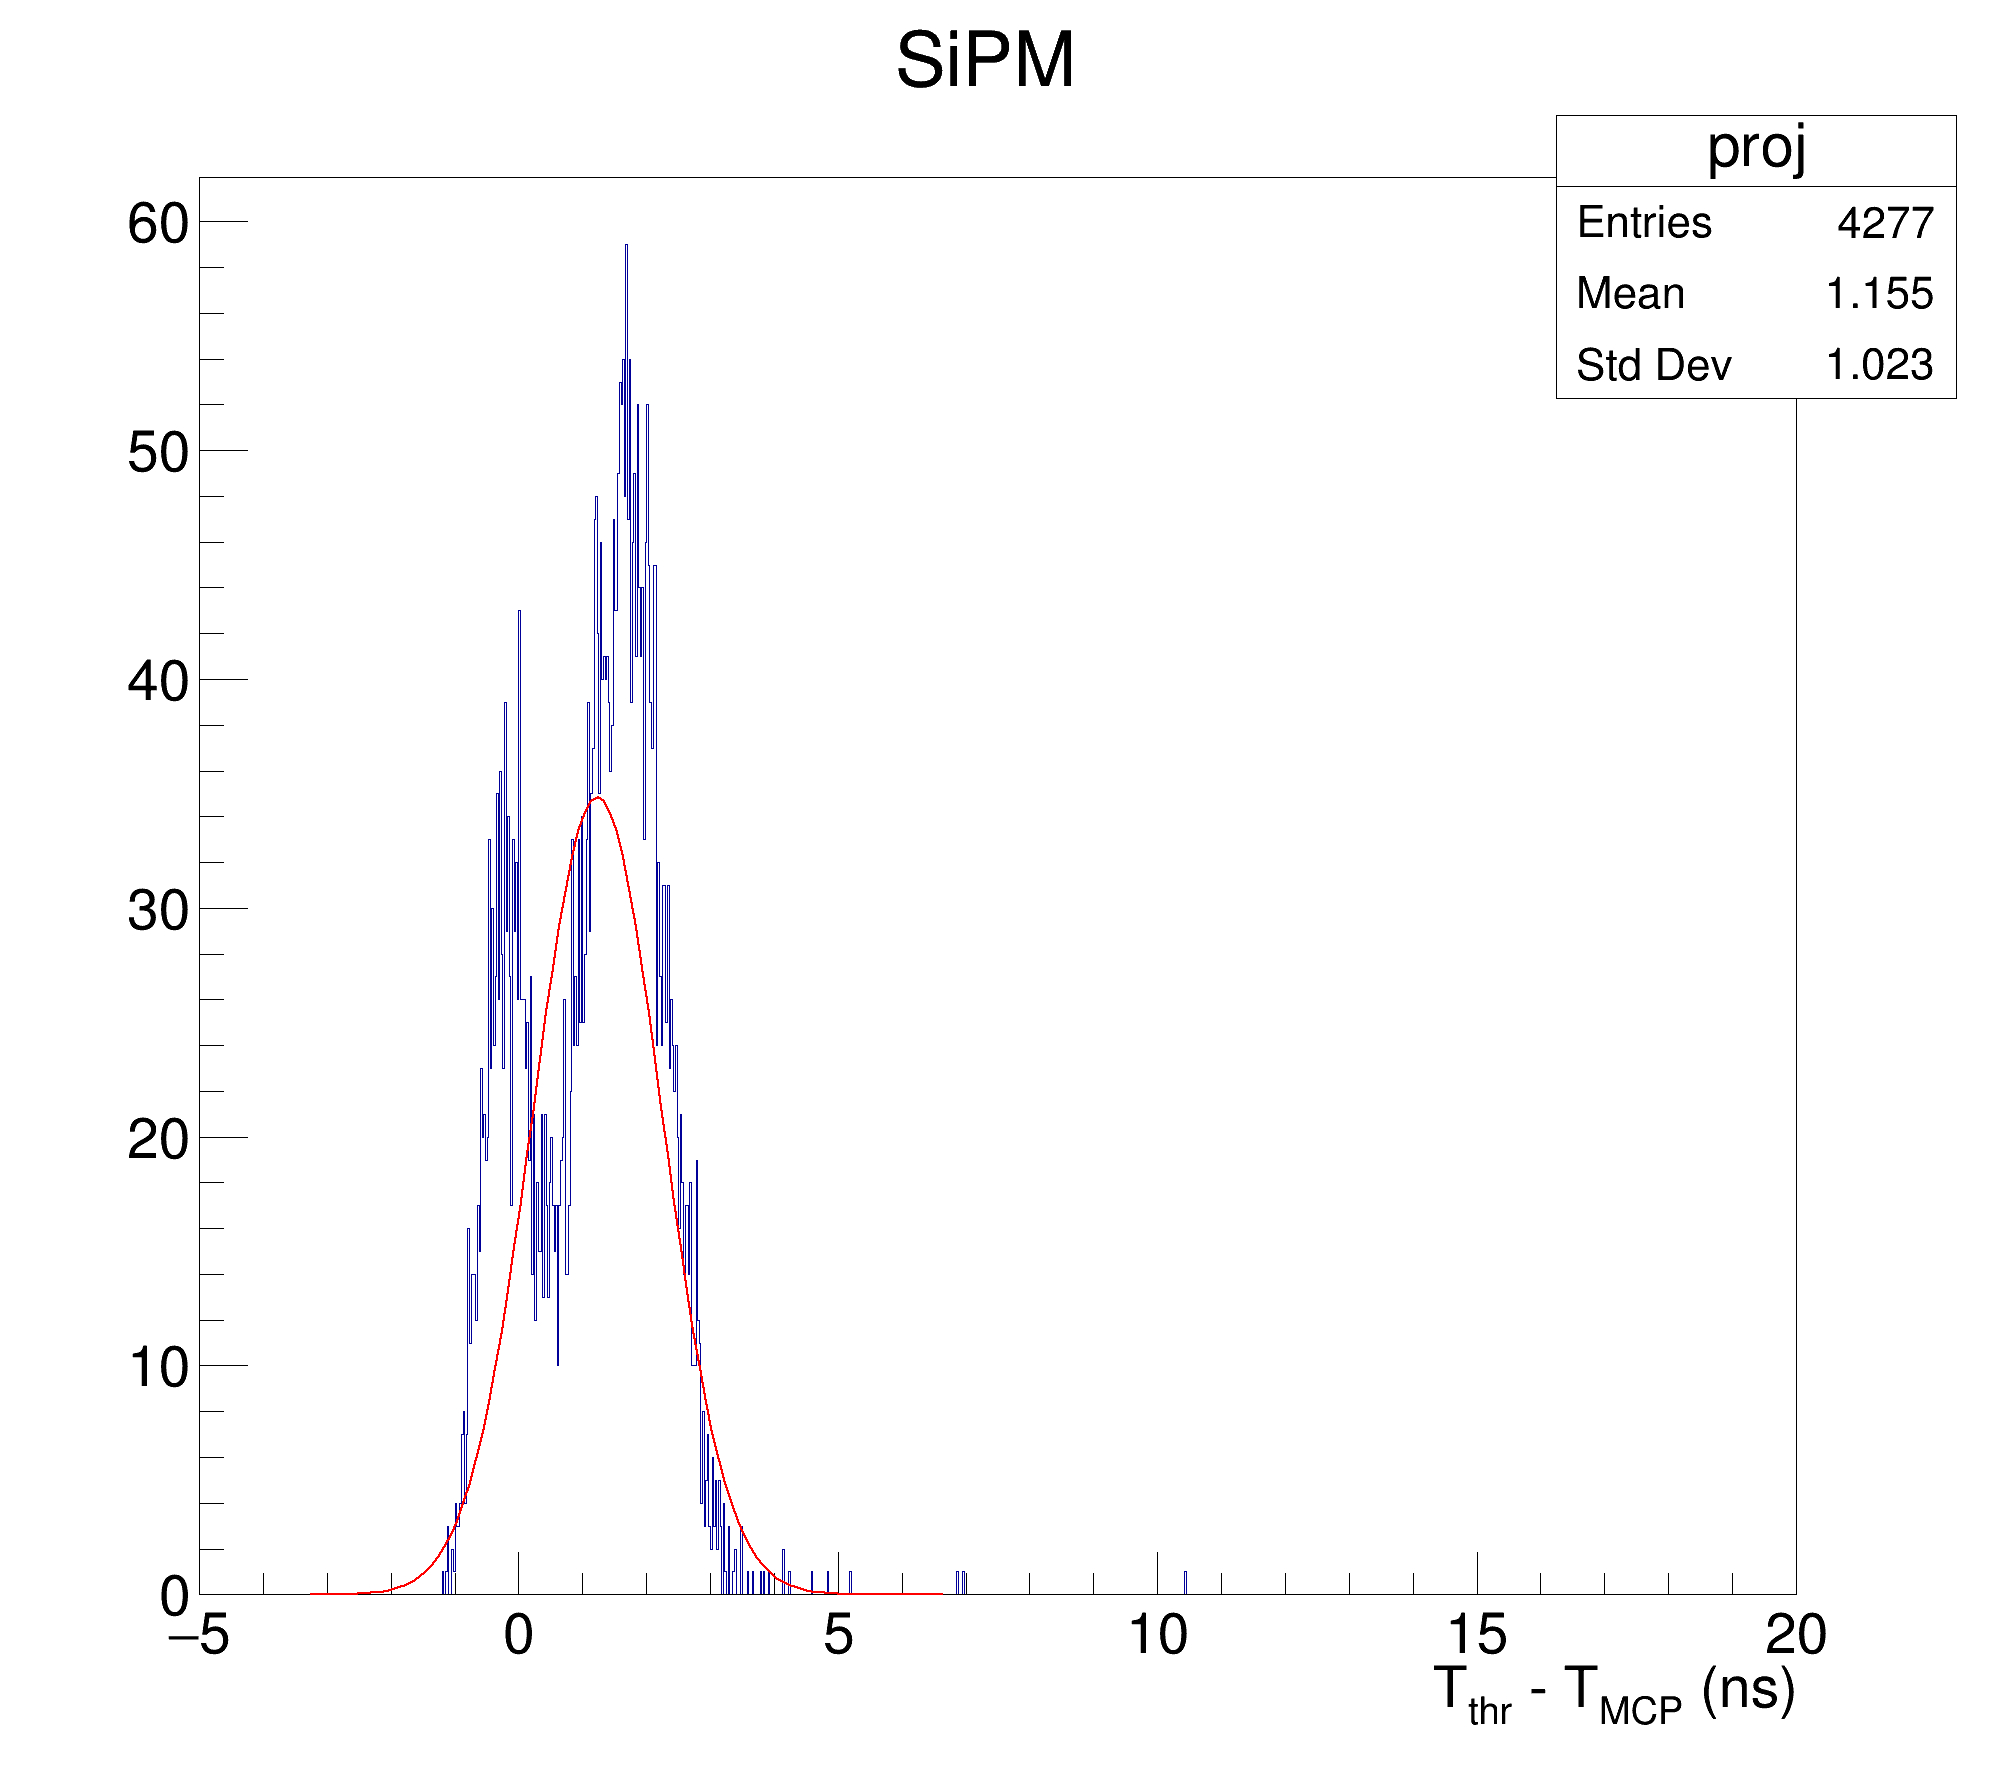 SiPM
proj
Entries 4277
Mean 1.155
Std Dev 1.023
60
50
40
30
20
10
0
−5 0 5 10 15 20
T_thr - T_MCP (ns)